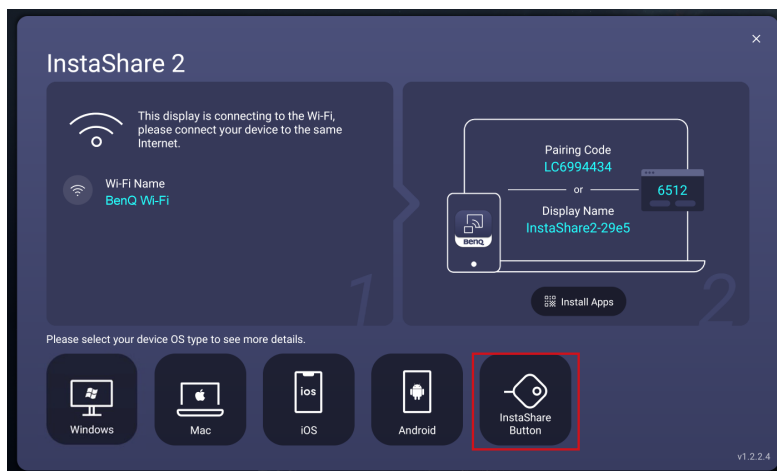 InstaShare 2
This display is connecting to the Wi-Fi,
please connect your device to the same
Internet.
Wi-Fi Name
BenQ Wi-Fi
1
Pairing Code
LC6994434
or
Display Name
InstaShare2-29e5
6512
BenQ
Install Apps
2
Please select your device OS type to see more details.
Windows
Mac
ios
iOS
Android
InstaShare
Button
v1.2.2.4